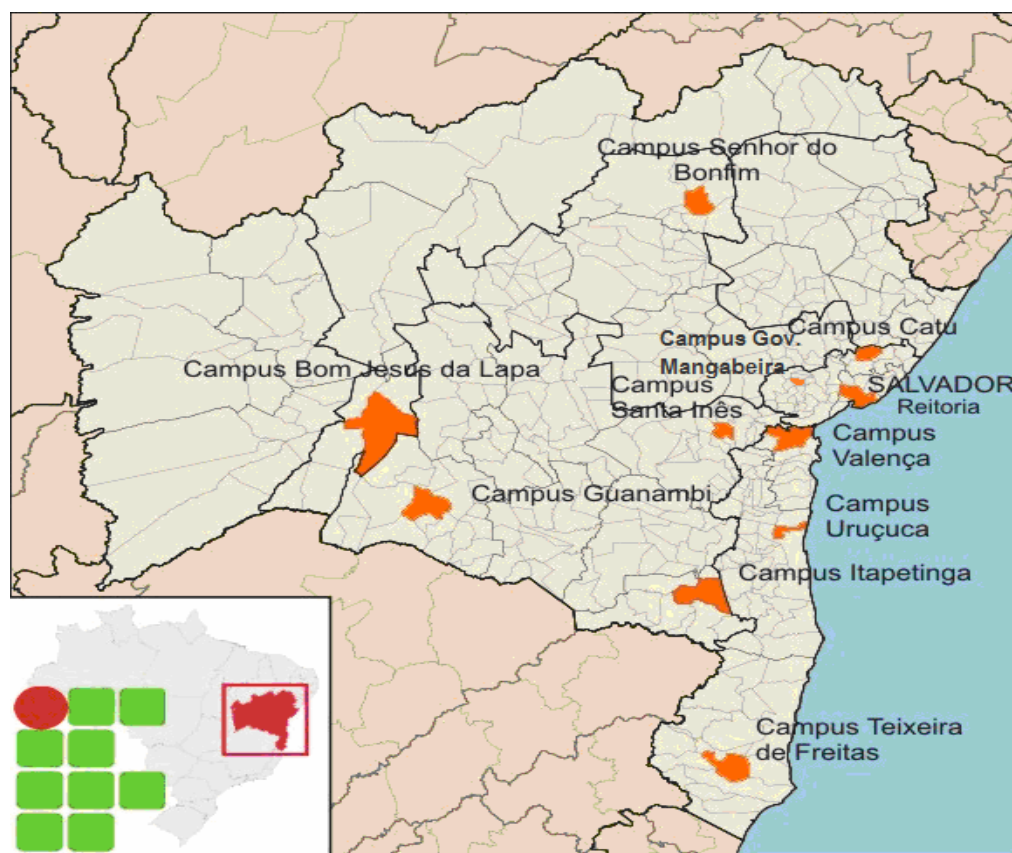 Campus Senhor do
Bonfim
Campus Catu
Campus Gov.
Mangabeira
Campus Bom Jesus da Lapa
Campus
Santa Inês
SALVADOR
Reitoria
Campus
Valença
Campus Guanambi
Campus
Uruçuca
Campus Itapetinga
Campus Teixeira
de Freitas